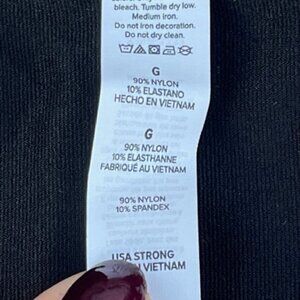 bleach. Tumble dry low.
Medium iron.
Do not iron decoration.
Do not dry clean.
G
90% NYLON
10% ELASTANO
HECHO EN VIETNAM
G
90% NYLON
10% ELASTHANNE
FABRIQUÉ AU VIETNAM
90% NYLON
10% SPANDEX
USA STRONG
VIETNAM